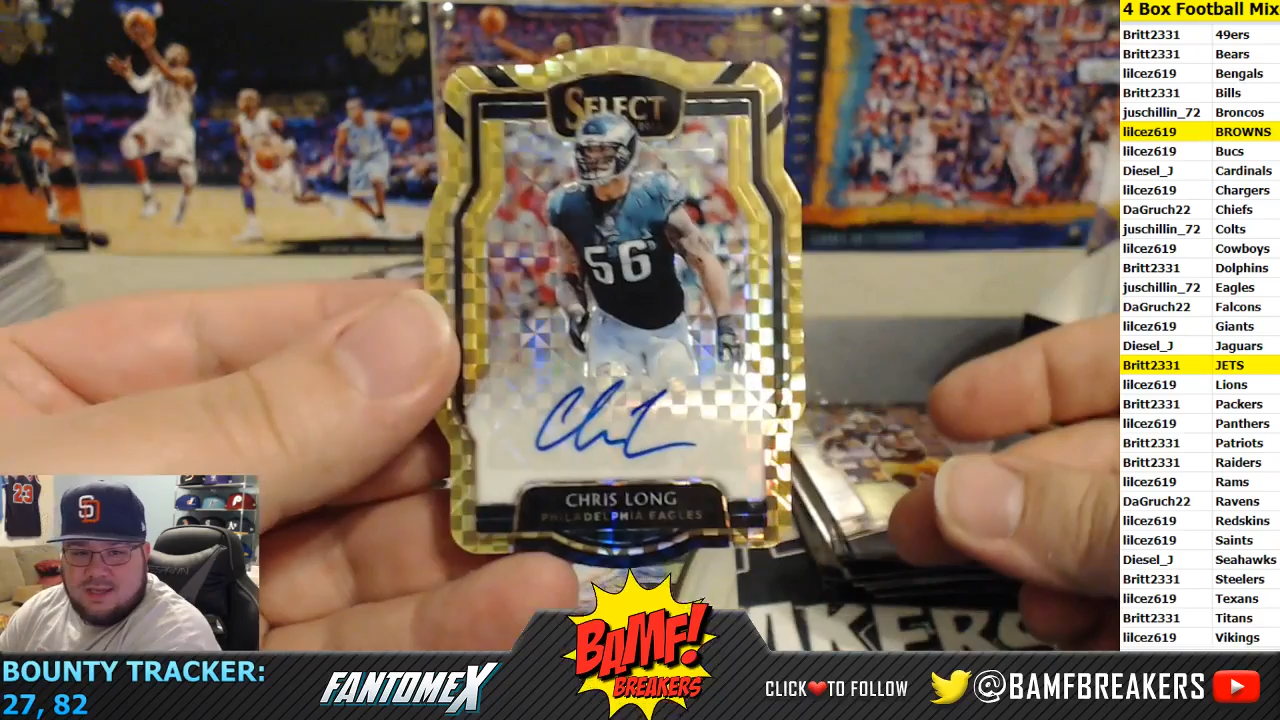 4 Box Football Mix
Britt2331 49ers
Britt2331 Bears
lilcez619 Bengals
Britt2331 Bills
juschillin_72 Broncos
lilcez619 BROWNS
lilcez619 Bucs
Diesel_J Cardinals
lilcez619 Chargers
DaGruch22 Chiefs
juschillin_72 Colts
lilcez619 Cowboys
Britt2331 Dolphins
juschillin_72 Eagles
DaGruch22 Falcons
lilcez619 Giants
Diesel_J Jaguars
Britt2331 JETS
lilcez619 Lions
Britt2331 Packers
lilcez619 Panthers
Britt2331 Patriots
Britt2331 Raiders
lilcez619 Rams
DaGruch22 Ravens
lilcez619 Redskins
lilcez619 Saints
Diesel_J Seahawks
Britt2331 Steelers
lilcez619 Texans
Britt2331 Titans
lilcez619 Vikings
SELECT
56
CHRIS LONG
PHILADELPHIA EAGLES
23
SD
BOUNTY TRACKER:
27, 82
FANTOMEX
BAMF!
BREAKERS
CLICK TO FOLLOW
@BAMFBREAKERS